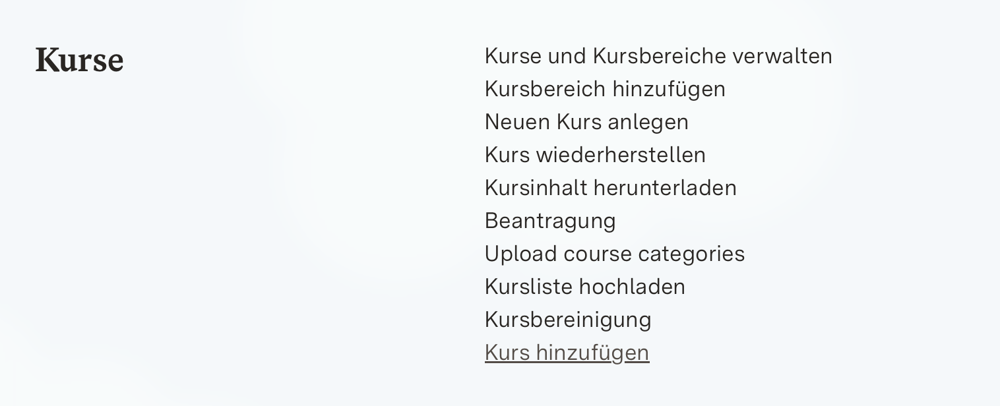 Kurse
Kurse und Kursbereiche verwalten
Kursbereich hinzufügen
Neuen Kurs anlegen
Kurs wiederherstellen
Kursinhalt herunterladen
Beantragung
Upload course categories
Kursliste hochladen
Kursbereinigung
Kurs hinzufügen